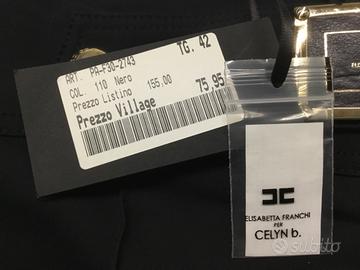 TG. 42
ART. PA-F30-2743
COL. 110 Nero
Prezzo Listino 155.00
75,95
Prezzo Village
ELISABETTA FRANCHI
PER
CELYN b.
subito